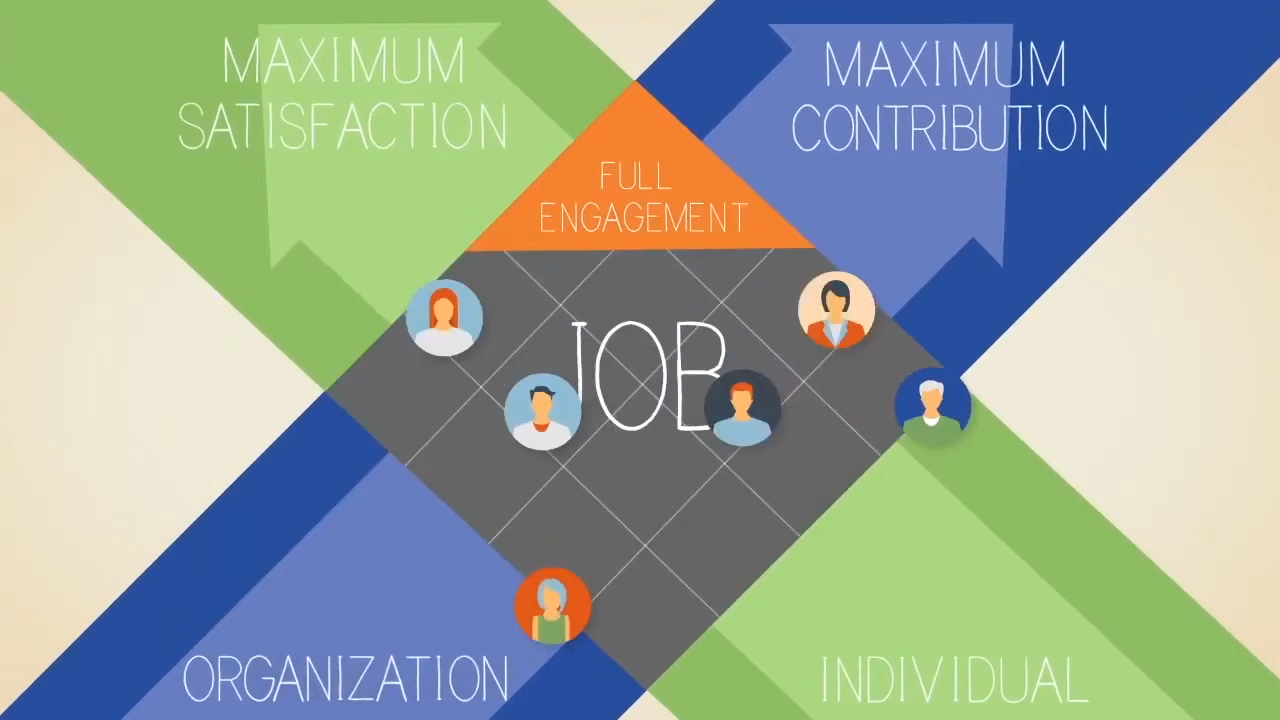 MAXIMUM
SATISFACTION
MAXIMUM
CONTRIBUTION
FULL
ENGAGEMENT
JOB
ORGANIZATION
INDIVIDUAL